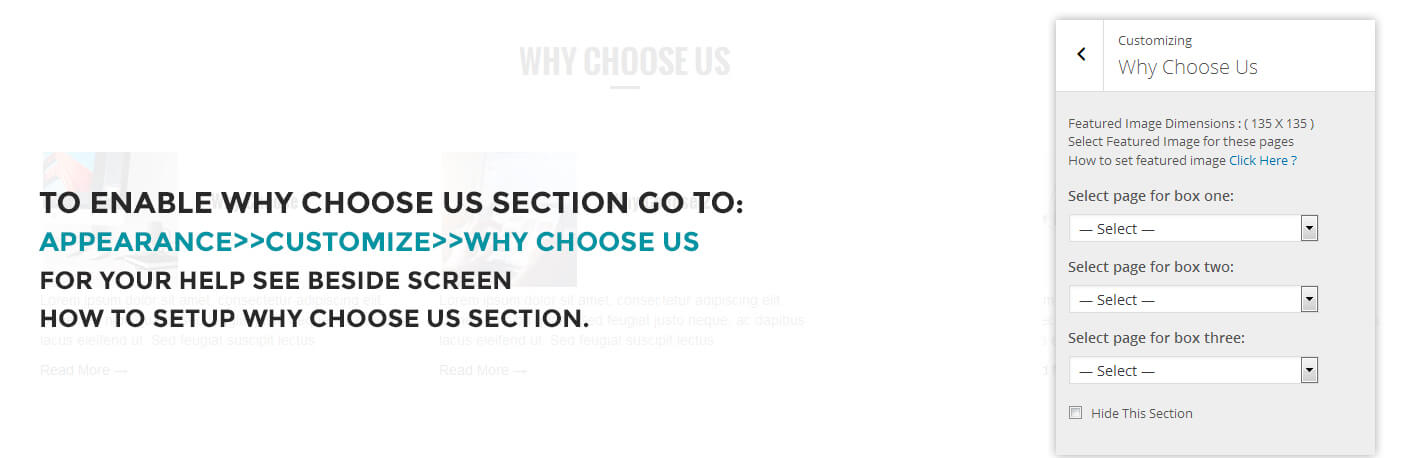 WHY CHOOSE US
TO ENABLE WHY CHOOSE US SECTION GO TO:
APPEARANCE>>CUSTOMIZE>>WHY CHOOSE US
FOR YOUR HELP SEE BESIDE SCREEN
HOW TO SETUP WHY CHOOSE US SECTION.
Lorem ipsum dolor sit amet, consectetur adipiscing elit.
lacus eleifend ut. Sed feugiat suscipit lectus
Read More —
Lorem ipsum dolor sit amet, consectetur adipiscing elit.
Sed feugiat justo neque, ac dapibus
lacus eleifend ut. Sed feugiat suscipit lectus
Read More —
Customizing
Why Choose Us
Featured Image Dimensions : ( 135 X 135 )
Select Featured Image for these pages
How to set featured image Click Here ?
Select page for box one:
— Select —
Select page for box two:
— Select —
Select page for box three:
— Select —
Hide This Section